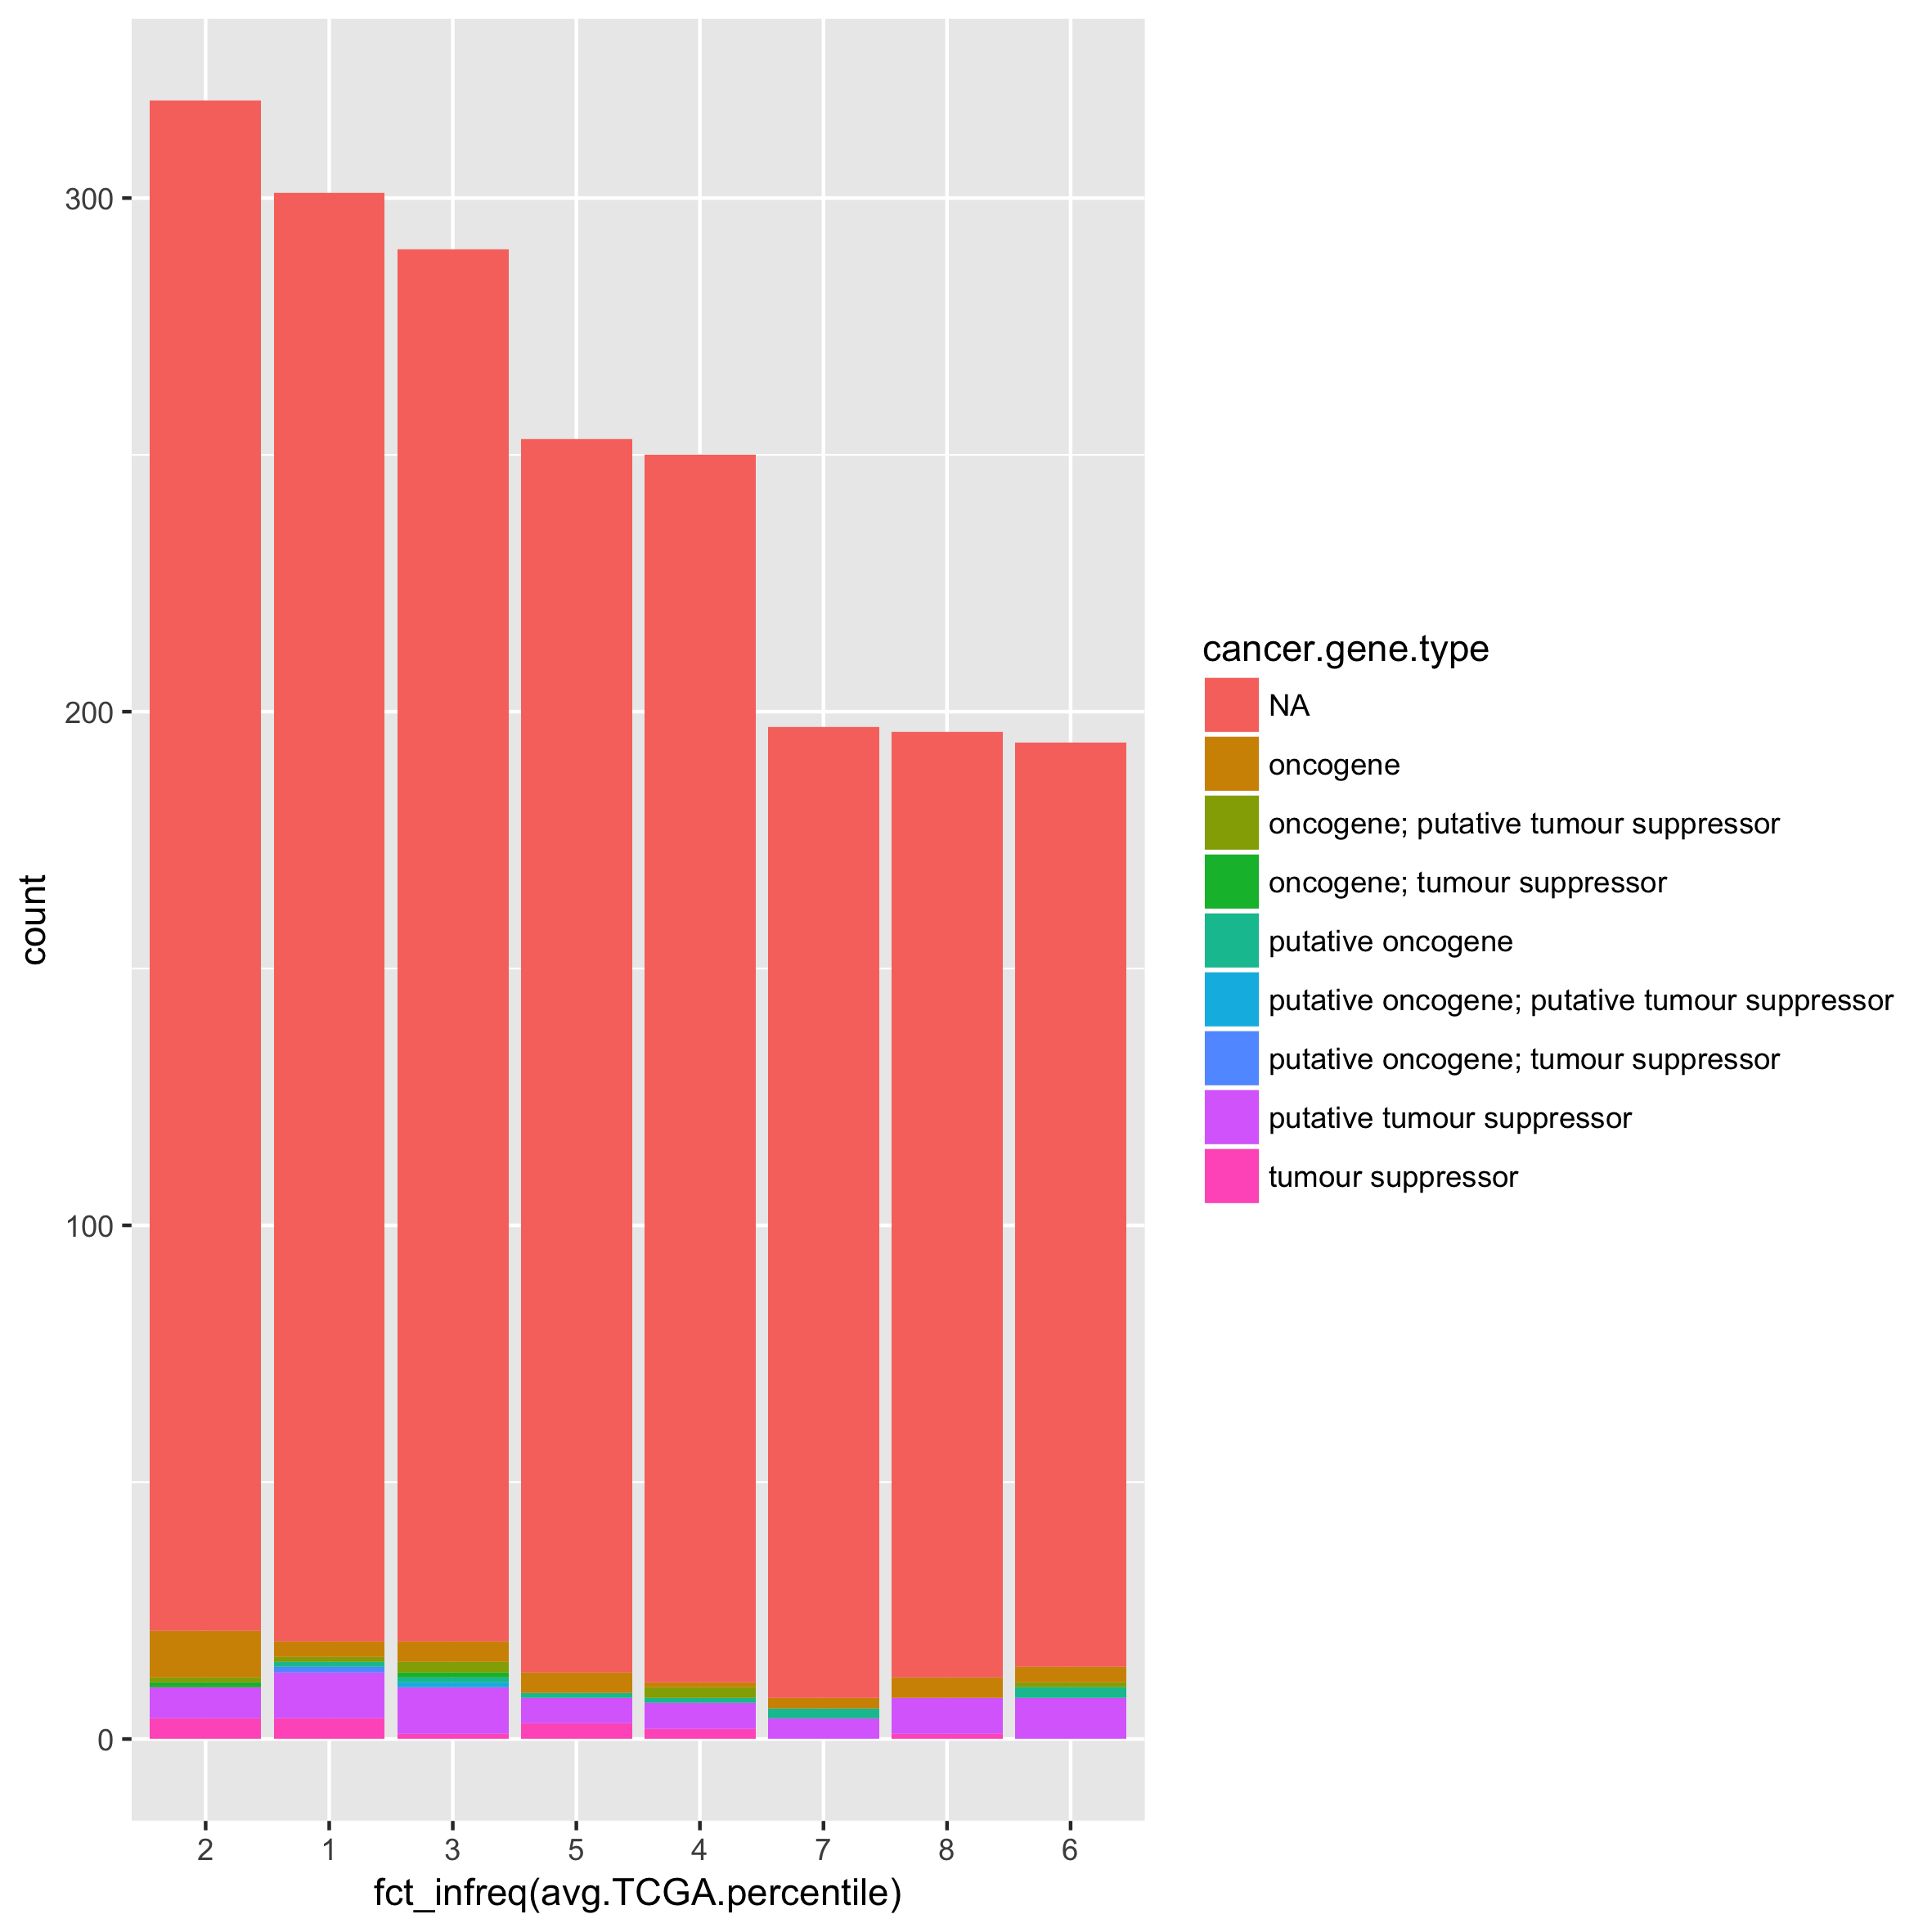 300
200
100
0
count
2 1 3 5 4 7 8 6
fct_infreq(avg.TCGA.percentile)
cancer.gene.type
NA
oncogene
oncogene; putative tumour suppressor
oncogene; tumour suppressor
putative oncogene
putative oncogene; putative tumour suppressor
putative oncogene; tumour suppressor
putative tumour suppressor
tumour suppressor